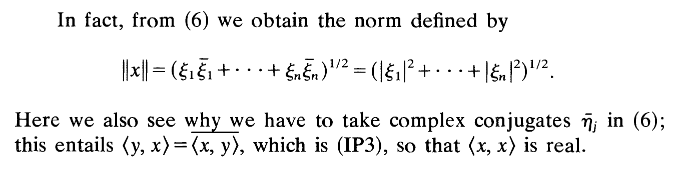 In fact, from (6) we obtain the norm defined by
‖x‖ = (ξ₁ξ̄₁ + · · · + ξₙξ̄ₙ)^{1/2} = (|ξ₁|² + · · · + |ξₙ|²)^{1/2}.
Here we also see why we have to take complex conjugates η̄ⱼ in (6);
this entails ⟨y, x⟩ = \overline{⟨x, y⟩}, which is (IP3), so that ⟨x, x⟩ is real.